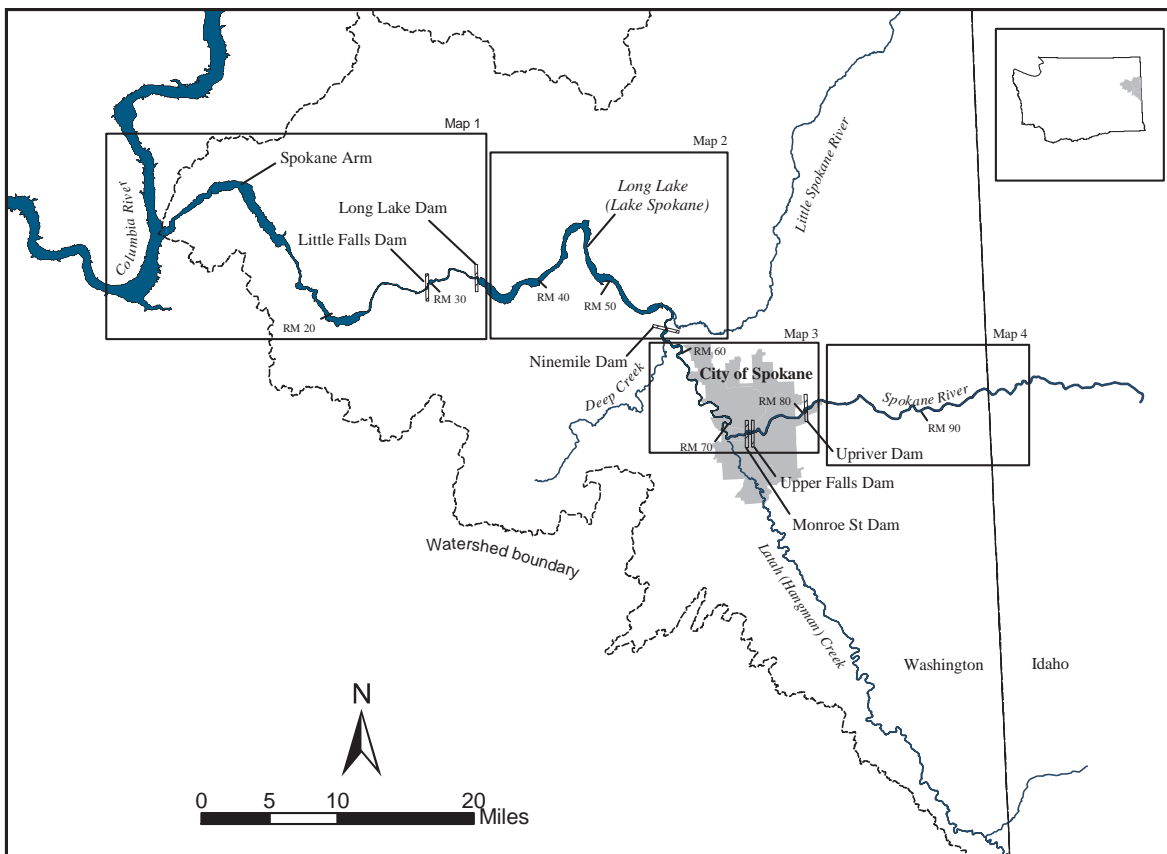 Map 1
Map 2
Spokane Arm
Long Lake
(Lake Spokane)
Little Spokane River
Columbia River
Long Lake Dam
Little Falls Dam
RM 30
RM 40
RM 50
RM 20
Ninemile Dam
Map 3
Map 4
RM 60
City of Spokane
Deep Creek
RM 80
Spokane River
RM 90
RM 70
Upriver Dam
Upper Falls Dam
Monroe St Dam
Watershed boundary
Latah (Hangman) Creek
Washington
Idaho
N
0 5 10 20
Miles